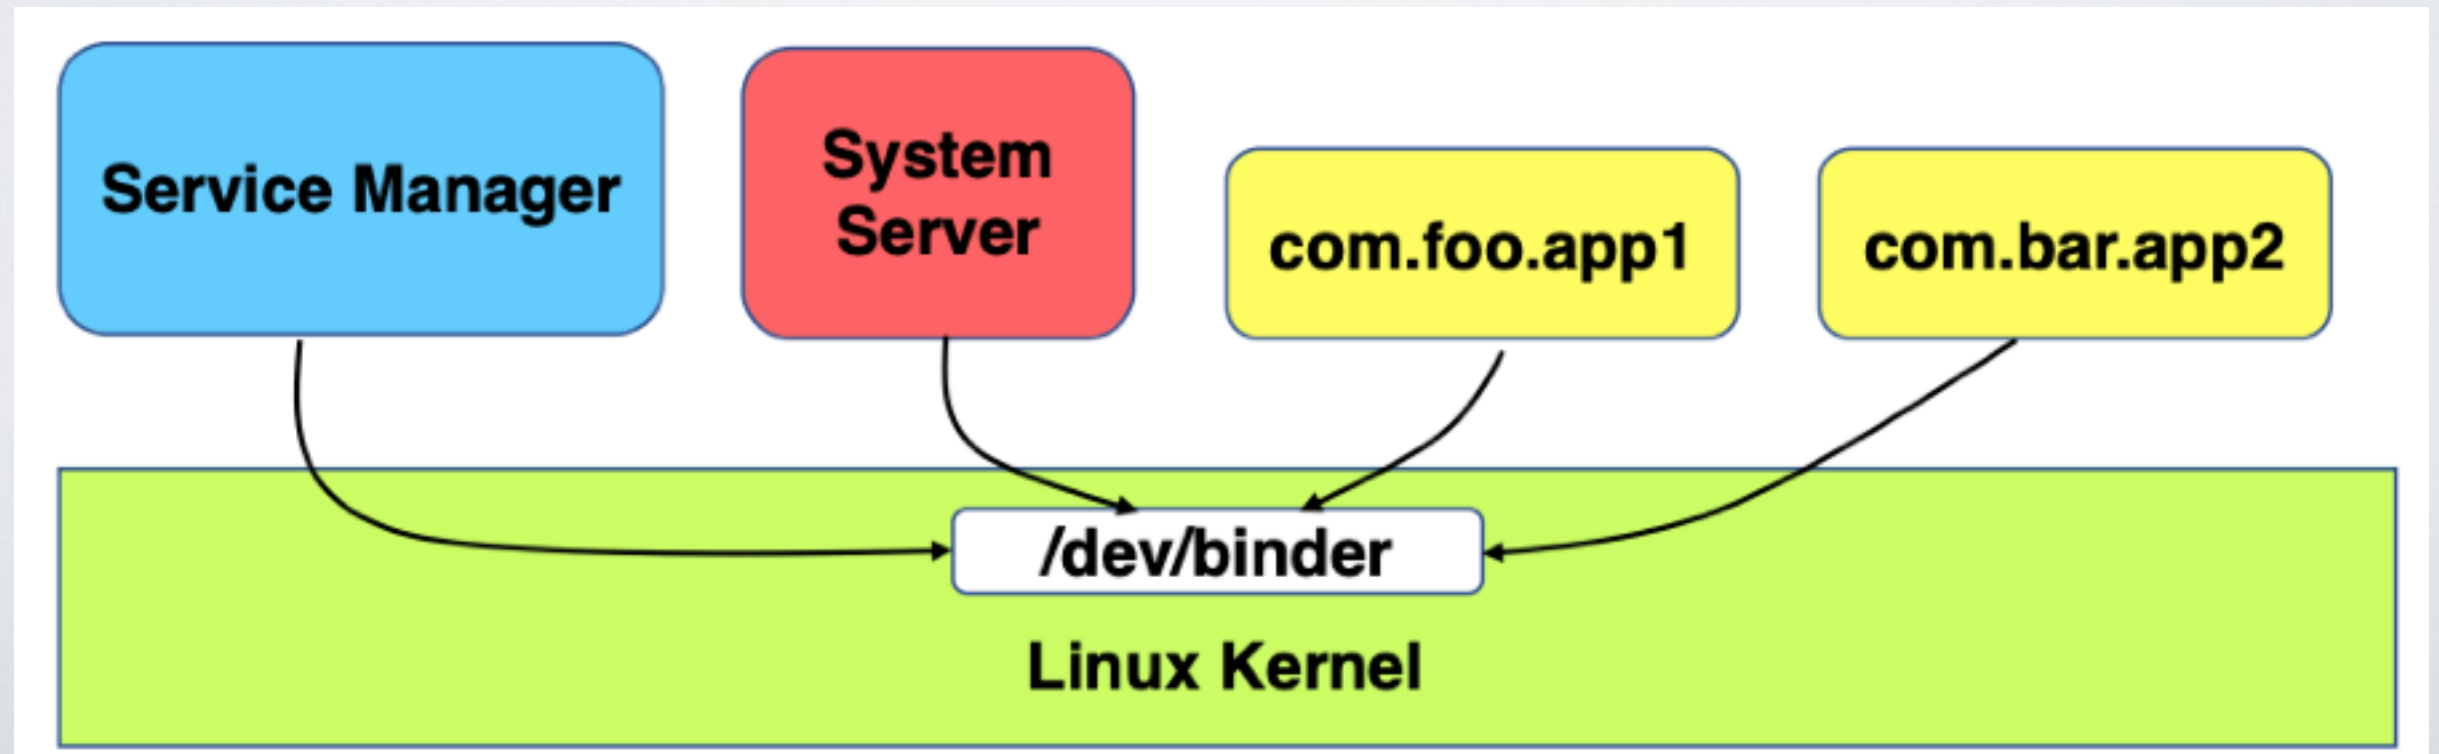 Service Manager
System
Server
com.foo.app1
com.bar.app2
/dev/binder
Linux Kernel